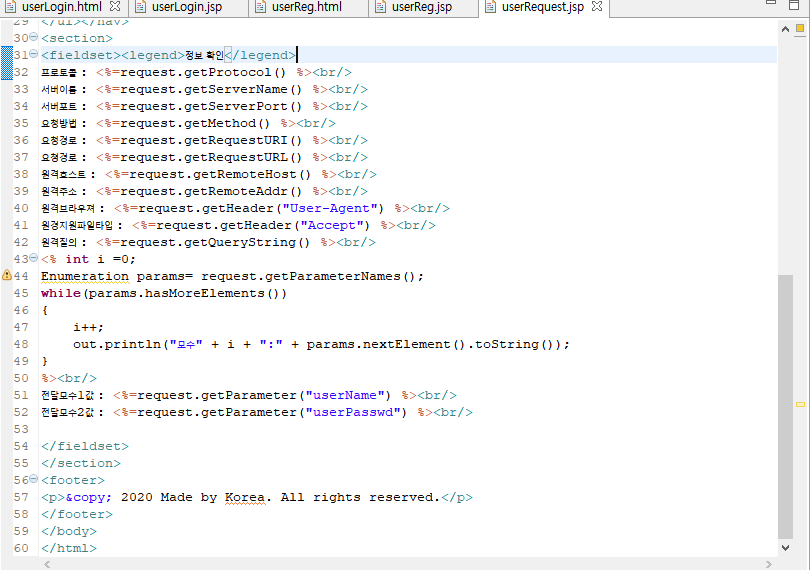 userLogin.html userLogin.jsp userReg.html userReg.jsp userRequest.jsp
29 </ul></nav>
30 <section>
31 <fieldset><legend>정보 확인</legend>
32 프로토콜 : <%=request.getProtocol() %><br/>
33 서버이름 : <%=request.getServerName() %><br/>
34 서버포트 : <%=request.getServerPort() %><br/>
35 요청방법 : <%=request.getMethod() %><br/>
36 요청경로 : <%=request.getRequestURI() %><br/>
37 요청경로 : <%=request.getRequestURL() %><br/>
38 원격호스트 : <%=request.getRemoteHost() %><br/>
39 원격주소 : <%=request.getRemoteAddr() %><br/>
40 원격브라우져 : <%=request.getHeader("User-Agent") %><br/>
41 원경지원파일타입 : <%=request.getHeader("Accept") %><br/>
42 원격질의 : <%=request.getQueryString() %><br/>
43 <% int i =0;
44 Enumeration params= request.getParameterNames();
45 while(params.hasMoreElements())
46 {
47 i++;
48 out.println("모수" + i + ":" + params.nextElement().toString());
49 }
50 %><br/>
51 전달모수1값 : <%=request.getParameter("userName") %><br/>
52 전달모수2값 : <%=request.getParameter("userPasswd") %><br/>
53
54 </fieldset>
55 </section>
56 <footer>
57 <p>&copy; 2020 Made by Korea. All rights reserved.</p>
58 </footer>
59 </body>
60 </html>